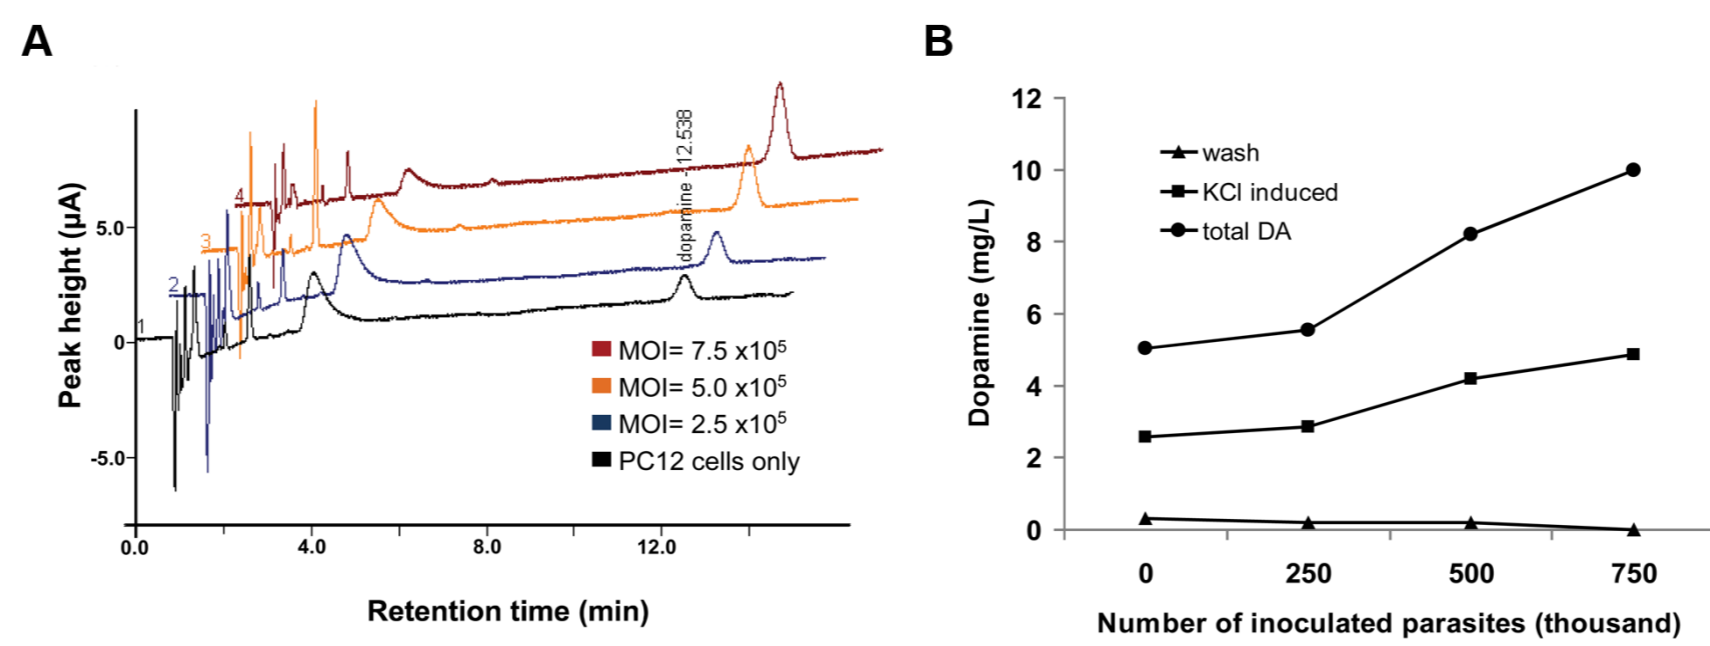 A
Peak height (µA)
5.0
0
-5.0
4
3
2
1
dopamine - 12.538
MOI= 7.5 x10⁵
MOI= 5.0 x10⁵
MOI= 2.5 x10⁵
PC12 cells only
0.0 4.0 8.0 12.0
Retention time (min)
B
Dopamine (mg/L)
12
10
8
6
4
2
0
wash
KCl induced
total DA
0 250 500 750
Number of inoculated parasites (thousand)